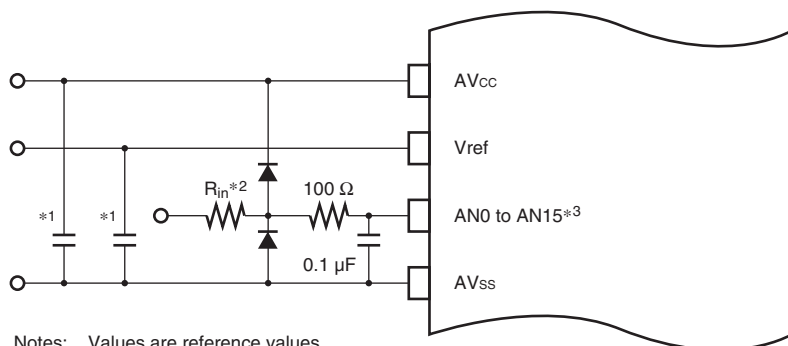 AVcc
Vref
Rin*2
100 Ω
*1
*1
AN0 to AN15*3
0.1 µF
AVss
Notes: Values are reference values.